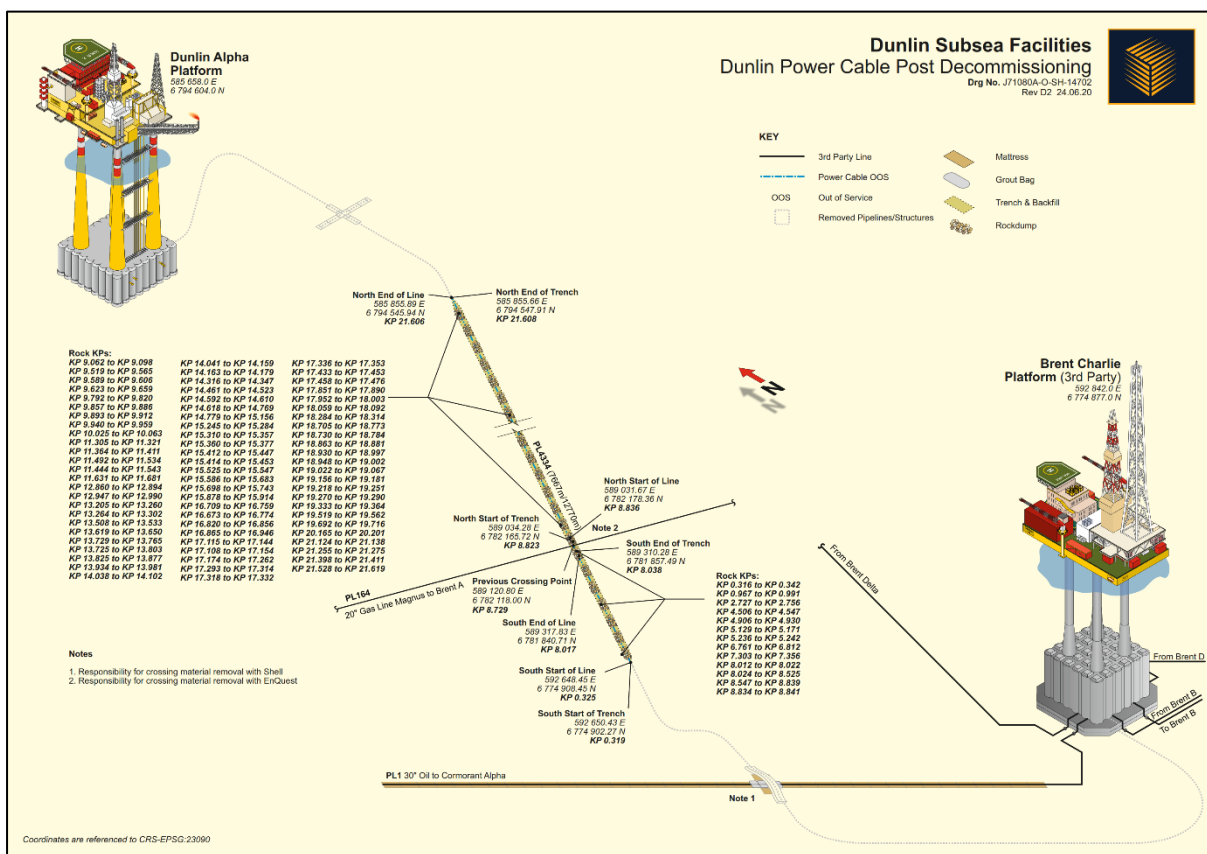 Dunlin Alpha
Platform
585 658.0 E
6 794 604.0 N
Dunlin Subsea Facilities
Dunlin Power Cable Post Decommissioning
Drg No. J71080A-O-SH-14702
Rev D2 24.06.20
KEY
3rd Party Line
Power Cable OOS
OOS Out of Service
Removed Pipelines/Structures
Mattress
Grout Bag
Trench & Backfill
Rockdump
North End of Line
585 855.89 E
6 794 545.94 N
KP 21.606
North End of Trench
585 855.66 E
6 794 547.91 N
KP 21.608
Rock KPs:
KP 9.062 to KP 9.098
KP 9.519 to KP 9.565
KP 9.589 to KP 9.606
KP 9.623 to KP 9.659
KP 9.792 to KP 9.820
KP 9.857 to KP 9.886
KP 9.893 to KP 9.912
KP 9.940 to KP 9.959
KP 10.025 to KP 10.063
KP 11.305 to KP 11.321
KP 11.364 to KP 11.411
KP 11.492 to KP 11.534
KP 11.444 to KP 11.543
KP 11.631 to KP 11.681
KP 12.860 to KP 12.894
KP 12.947 to KP 12.990
KP 13.205 to KP 13.260
KP 13.264 to KP 13.302
KP 13.508 to KP 13.533
KP 13.619 to KP 13.650
KP 13.729 to KP 13.765
KP 13.725 to KP 13.803
KP 13.825 to KP 13.877
KP 13.934 to KP 13.981
KP 14.038 to KP 14.102
KP 14.041 to KP 14.159
KP 14.163 to KP 14.179
KP 14.316 to KP 14.347
KP 14.461 to KP 14.523
KP 14.592 to KP 14.610
KP 14.618 to KP 14.769
KP 14.779 to KP 15.156
KP 15.245 to KP 15.284
KP 15.310 to KP 15.357
KP 15.360 to KP 15.377
KP 15.412 to KP 15.447
KP 15.414 to KP 15.453
KP 15.525 to KP 15.547
KP 15.586 to KP 15.683
KP 15.698 to KP 15.743
KP 15.878 to KP 15.914
KP 16.709 to KP 16.759
KP 16.673 to KP 16.774
KP 16.820 to KP 16.856
KP 16.865 to KP 16.946
KP 17.115 to KP 17.144
KP 17.108 to KP 17.154
KP 17.174 to KP 17.262
KP 17.293 to KP 17.314
KP 17.318 to KP 17.332
KP 17.336 to KP 17.353
KP 17.433 to KP 17.453
KP 17.458 to KP 17.476
KP 17.851 to KP 17.890
KP 17.952 to KP 18.003
KP 18.059 to KP 18.092
KP 18.284 to KP 18.314
KP 18.705 to KP 18.773
KP 18.730 to KP 18.784
KP 18.863 to KP 18.881
KP 18.930 to KP 18.997
KP 18.948 to KP 19.002
KP 19.022 to KP 19.067
KP 19.156 to KP 19.181
KP 19.218 to KP 19.251
KP 19.270 to KP 19.290
KP 19.333 to KP 19.364
KP 19.519 to KP 19.562
KP 19.692 to KP 19.716
KP 20.165 to KP 20.201
KP 21.124 to KP 21.138
KP 21.255 to KP 21.275
KP 21.398 to KP 21.411
KP 21.528 to KP 21.619
N
N
Brent Charlie
Platform (3rd Party)
592 842.0 E
6 774 877.0 N
PL4334 (7667m/12770m)
North Start of Line
589 031.67 E
6 782 178.36 N
KP 8.836
Note 2
North Start of Trench
589 034.28 E
6 782 165.72 N
KP 8.823
South End of Trench
589 310.28 E
6 781 857.49 N
KP 8.038
Previous Crossing Point
589 120.80 E
6 782 118.00 N
KP 8.729
PL164
20" Gas Line Magnus to Brent A
South End of Line
589 317.83 E
6 781 840.71 N
KP 8.017
South Start of Line
592 648.45 E
6 774 908.45 N
KP 0.325
South Start of Trench
592 650.43 E
6 774 902.27 N
KP 0.319
Rock KPs:
KP 0.316 to KP 0.342
KP 0.967 to KP 0.991
KP 2.727 to KP 2.756
KP 4.506 to KP 4.547
KP 4.906 to KP 4.930
KP 5.129 to KP 5.171
KP 5.236 to KP 5.242
KP 6.761 to KP 6.812
KP 7.303 to KP 7.356
KP 8.012 to KP 8.022
KP 8.024 to KP 8.525
KP 8.547 to KP 8.839
KP 8.834 to KP 8.841
From Brent Delta
From Brent D
From Brent B
To Brent B
Notes
1. Responsibility for crossing material removal with Shell
2. Responsibility for crossing material removal with EnQuest
PL1 30" Oil to Cormorant Alpha
Note 1
Coordinates are referenced to CRS-EPSG:23090